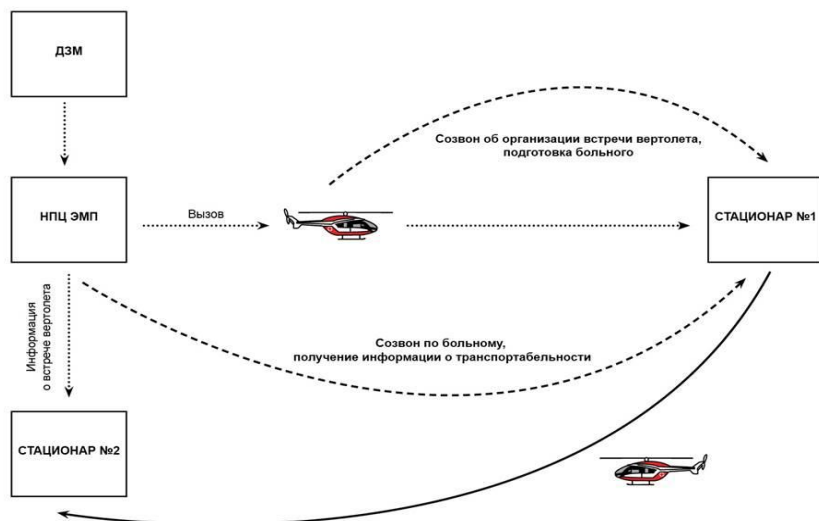 ДЗМ
Созвон об организации встречи вертолета,
подготовка больного
НПЦ ЭМП
Вызов
СТАЦИОНАР №1
Информация
о встрече вертолета
Созвон по больному,
получение информации о транспортабельности
СТАЦИОНАР №2